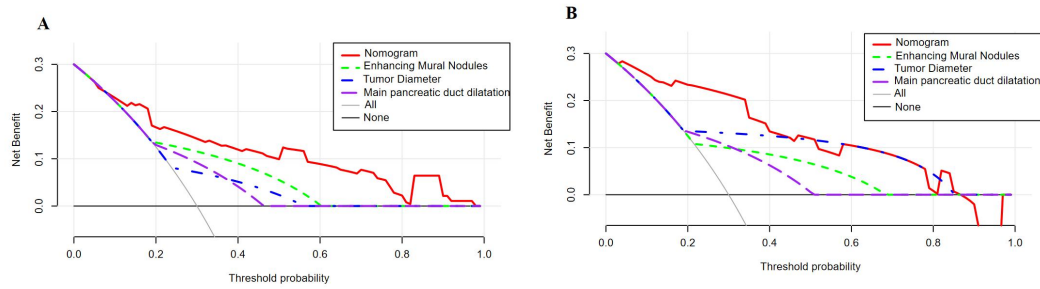 A
Net Benefit
0.3
0.2
0.1
0.0
Nomogram
Enhancing Mural Nodules
Tumor Diameter
Main pancreatic duct dilatation
All
None
0.0 0.2 0.4 0.6 0.8 1.0
Threshold probability
B
Net Benefit
0.3
0.2
0.1
0.0
Nomogram
Enhancing Mural Nodules
Tumor Diameter
Main pancreatic duct dilatation
All
None
0.0 0.2 0.4 0.6 0.8 1.0
Threshold probability